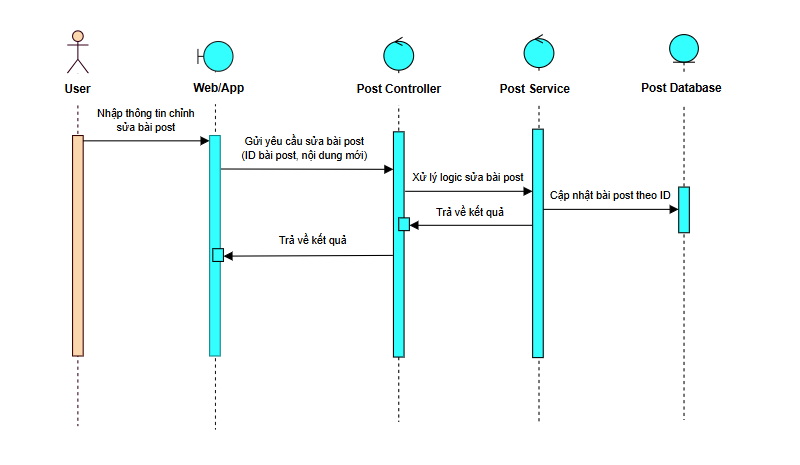 User
Web/App
Post Controller
Post Service
Post Database
Nhập thông tin chỉnh
sửa bài post
Gửi yêu cầu sửa bài post
(ID bài post, nội dung mới)
Xử lý logic sửa bài post
Cập nhật bài post theo ID
Trả về kết quả
Trả về kết quả